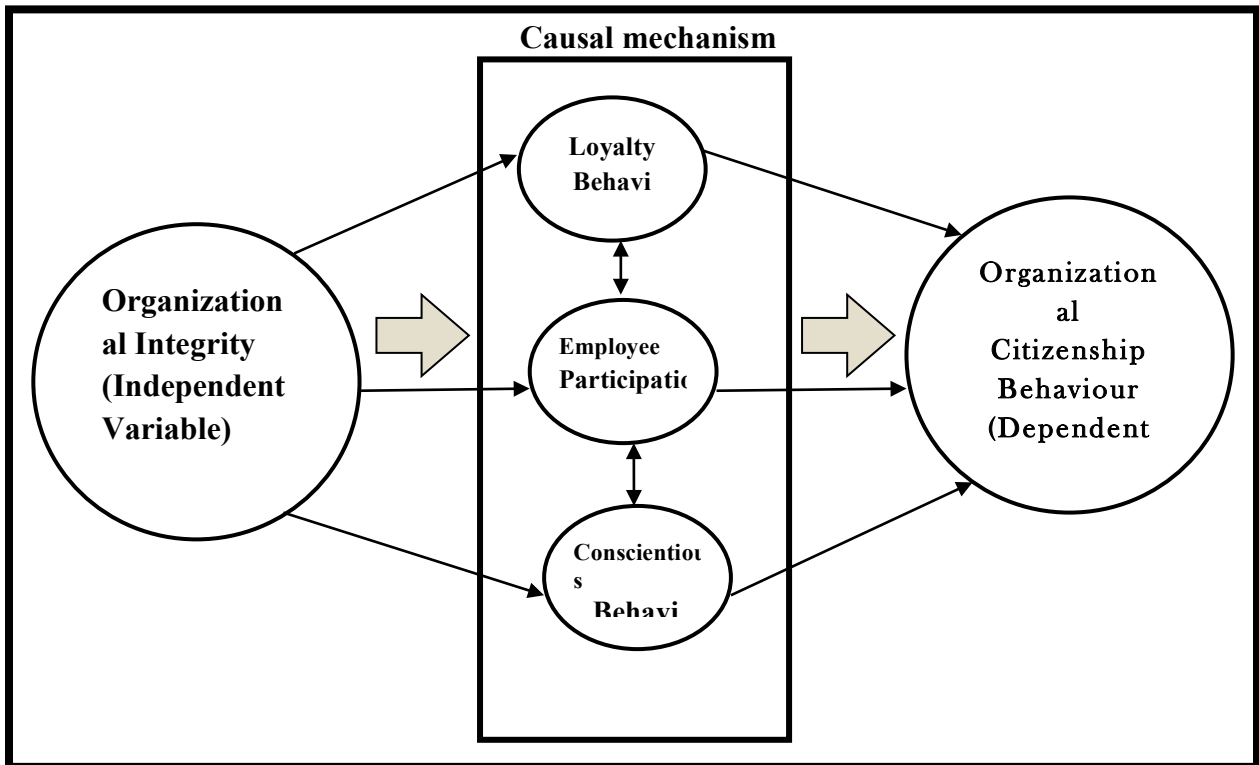 Causal mechanism
Loyalty
Behavi
Organization
al Integrity
(Independent
Variable)
Employee
Participatic
Conscientiou
s
Behavi
Organization
al
Citizenship
Behaviour
(Dependent